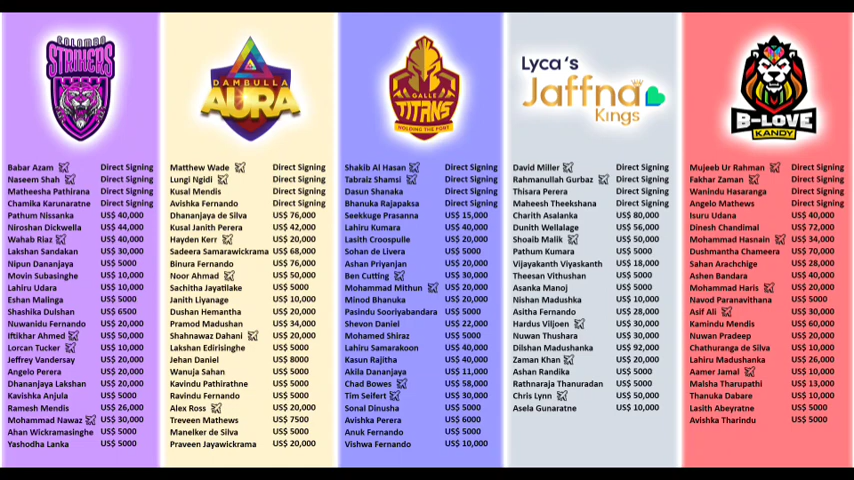 COLOMBO
STRIKERS
Babar Azam Direct Signing
Naseem Shah Direct Signing
Matheesha Pathirana Direct Signing
Chamika Karunaratne Direct Signing
Pathum Nissanka US$ 40,000
Niroshan Dickwella US$ 44,000
Wahab Riaz US$ 40,000
Lakshan Sandakan US$ 30,000
Nipun Dananjaya US$ 5000
Movin Subasinghe US$ 10,000
Lahiru Udara US$ 10,000
Eshan Malinga US$ 5000
Shashika Dulshan US$ 6500
Nuwanidu Fernando US$ 20,000
Iftikhar Ahmed US$ 50,000
Lorcan Tucker US$ 10,000
Jeffrey Vandersay US$ 20,000
Angelo Perera US$ 20,000
Dhananjaya Lakshan US$ 20,000
Kavishka Anjula US$ 5000
Ramesh Mendis US$ 26,000
Mohammad Nawaz US$ 30,000
Ahan Wickramasinghe US$ 5000
Yashodha Lanka US$ 5000
DAMBULLA
AURA
Matthew Wade Direct Signing
Lungi Ngidi Direct Signing
Kusal Mendis Direct Signing
Avishka Fernando Direct Signing
Dhananjaya de Silva US$ 76,000
Kusal Janith Perera US$ 42,000
Hayden Kerr US$ 20,000
Sadeera Samarawickrama US$ 68,000
Binura Fernando US$ 76,000
Noor Ahmad US$ 50,000
Sachitha Jayatilake US$ 5000
Janith Liyanage US$ 10,000
Dushan Hemantha US$ 20,000
Pramod Madushan US$ 34,000
Shahnawaz Dahani US$ 20,000
Lakshan Edirisinghe US$ 5000
Jehan Daniel US$ 8000
Wanuja Sahan US$ 5000
Kavindu Pathirathne US$ 5000
Ravindu Fernando US$ 5000
Alex Ross US$ 20,000
Treveen Mathews US$ 7500
Manelker de Silva US$ 5000
Praveen Jayawickrama US$ 20,000
GALLE
TITANS
HOLDING THE FORT
Shakib Al Hasan Direct Signing
Tabraiz Shamsi Direct Signing
Dasun Shanaka Direct Signing
Bhanuka Rajapaksa Direct Signing
Seekkuge Prasanna US$ 15,000
Lahiru Kumara US$ 40,000
Lasith Croospulle US$ 20,000
Sohan de Livera US$ 5000
Ashan Priyanjan US$ 20,000
Ben Cutting US$ 30,000
Mohammad Mithun US$ 20,000
Minod Bhanuka US$ 20,000
Pasindu Sooriyabandara US$ 5000
Shevon Daniel US$ 22,000
Mohamed Shiraz US$ 5000
Lahiru Samarakoon US$ 40,000
Kasun Rajitha US$ 40,000
Akila Dananjaya US$ 11,000
Chad Bowes US$ 58,000
Tim Seifert US$ 30,000
Sonal Dinusha US$ 5000
Avishka Perera US$ 6000
Anuk Fernando US$ 5000
Vishwa Fernando US$ 10,000
Lyca's
Jaffna
Kings
David Miller Direct Signing
Rahmanullah Gurbaz Direct Signing
Thisara Perera Direct Signing
Maheesh Theekshana Direct Signing
Charith Asalanka US$ 80,000
Dunith Wellalage US$ 56,000
Shoaib Malik US$ 50,000
Pathum Kumara US$ 5000
Vijayakanth Viyaskanth US$ 18,000
Theesan Vithushan US$ 5000
Asanka Manoj US$ 5000
Nishan Madushka US$ 10,000
Asitha Fernando US$ 28,000
Hardus Viljoen US$ 30,000
Nuwan Thushara US$ 30,000
Dilshan Madushanka US$ 92,000
Zaman Khan US$ 20,000
Ashan Randika US$ 5000
Rathnaraja Thanuradan US$ 5000
Chris Lynn US$ 50,000
Asela Gunaratne US$ 10,000
B-LOVE
KANDY
Mujeeb Ur Rahman Direct Signing
Fakhar Zaman Direct Signing
Wanindu Hasaranga Direct Signing
Angelo Mathews Direct Signing
Isuru Udana US$ 40,000
Dinesh Chandimal US$ 72,000
Mohammad Hasnain US$ 34,000
Dushmantha Chameera US$ 70,000
Sahan Arachchige US$ 28,000
Ashen Bandara US$ 40,000
Mohammad Haris US$ 20,000
Navod Paranavithana US$ 5000
Asif Ali US$ 30,000
Kamindu Mendis US$ 60,000
Nuwan Pradeep US$ 20,000
Chathuranga de Silva US$ 10,000
Lahiru Madushanka US$ 26,000
Aamer Jamal US$ 10,000
Malsha Tharupathi US$ 13,000
Thanuka Dabare US$ 10,000
Lasith Abeyratne US$ 5000
Avishka Tharindu US$ 5000